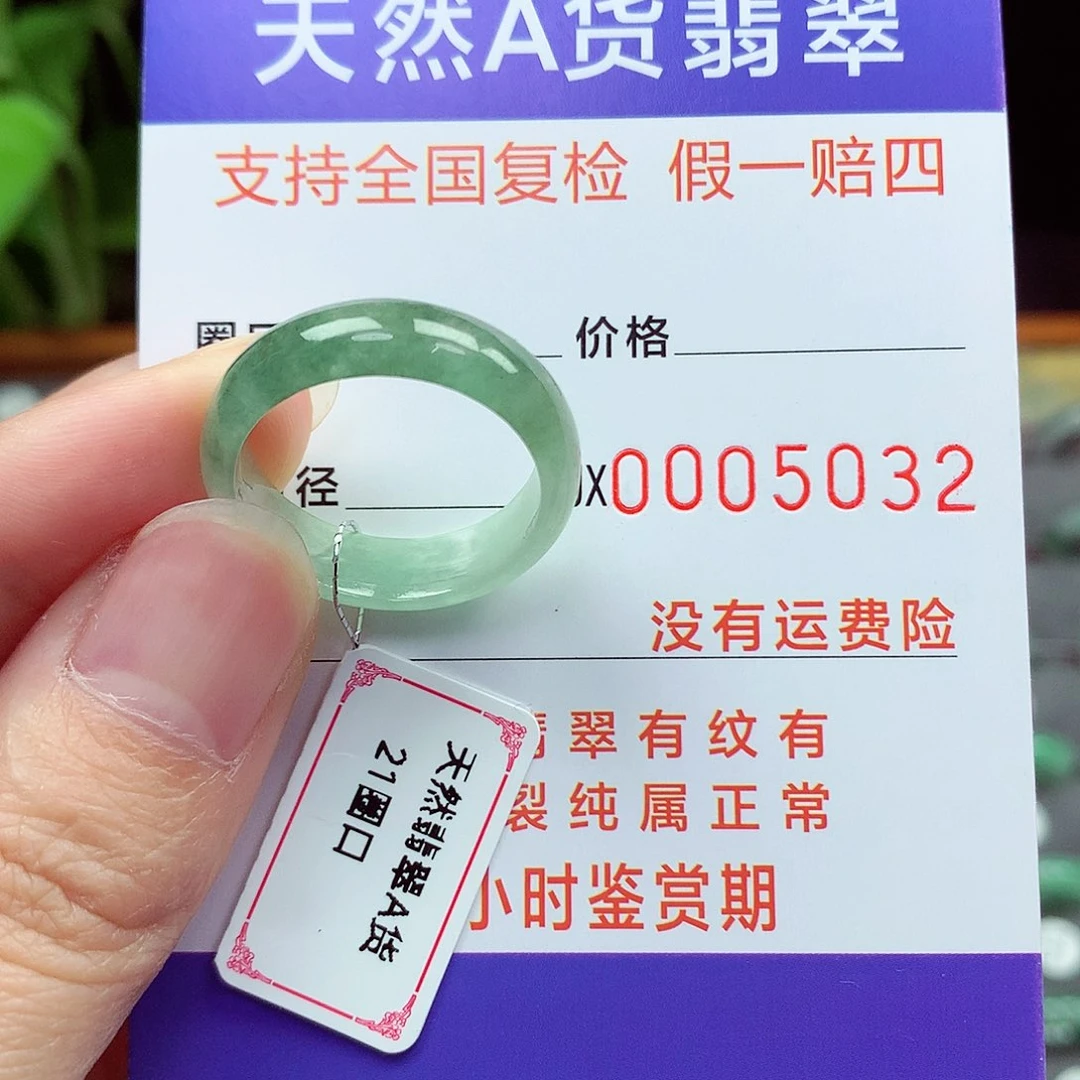 天然A货翡翠
支持全国复检 假一赔四
圈口
价格
径
X0005032
没有运费险
翠有纹有
裂纯属正常
小时鉴赏期
天然翡翠A货
21圈口